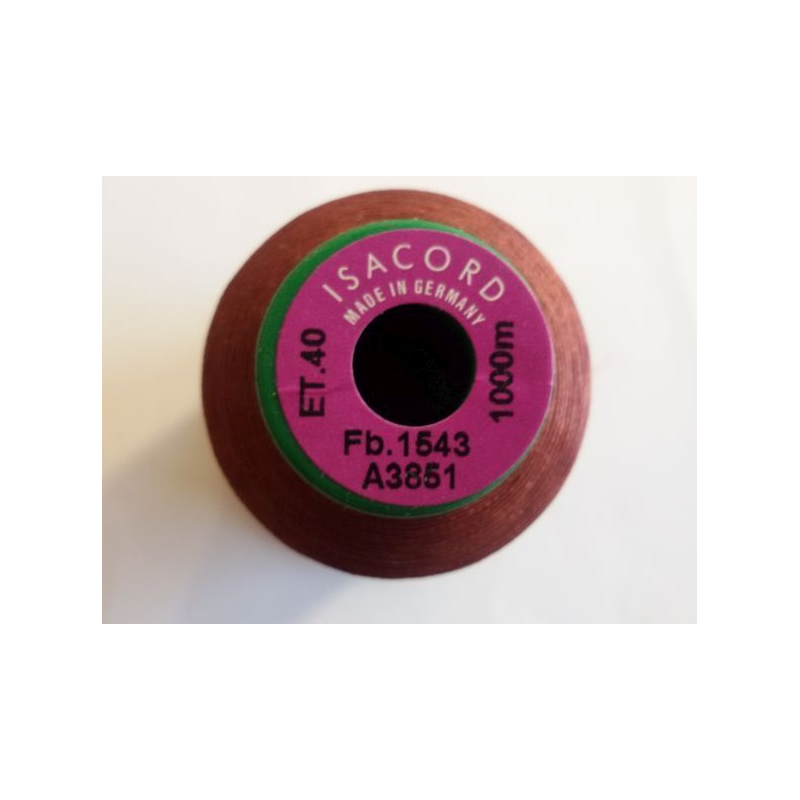 ISACORD
MADE IN GERMANY
ET.40
1000m
Fb.1543
A3851